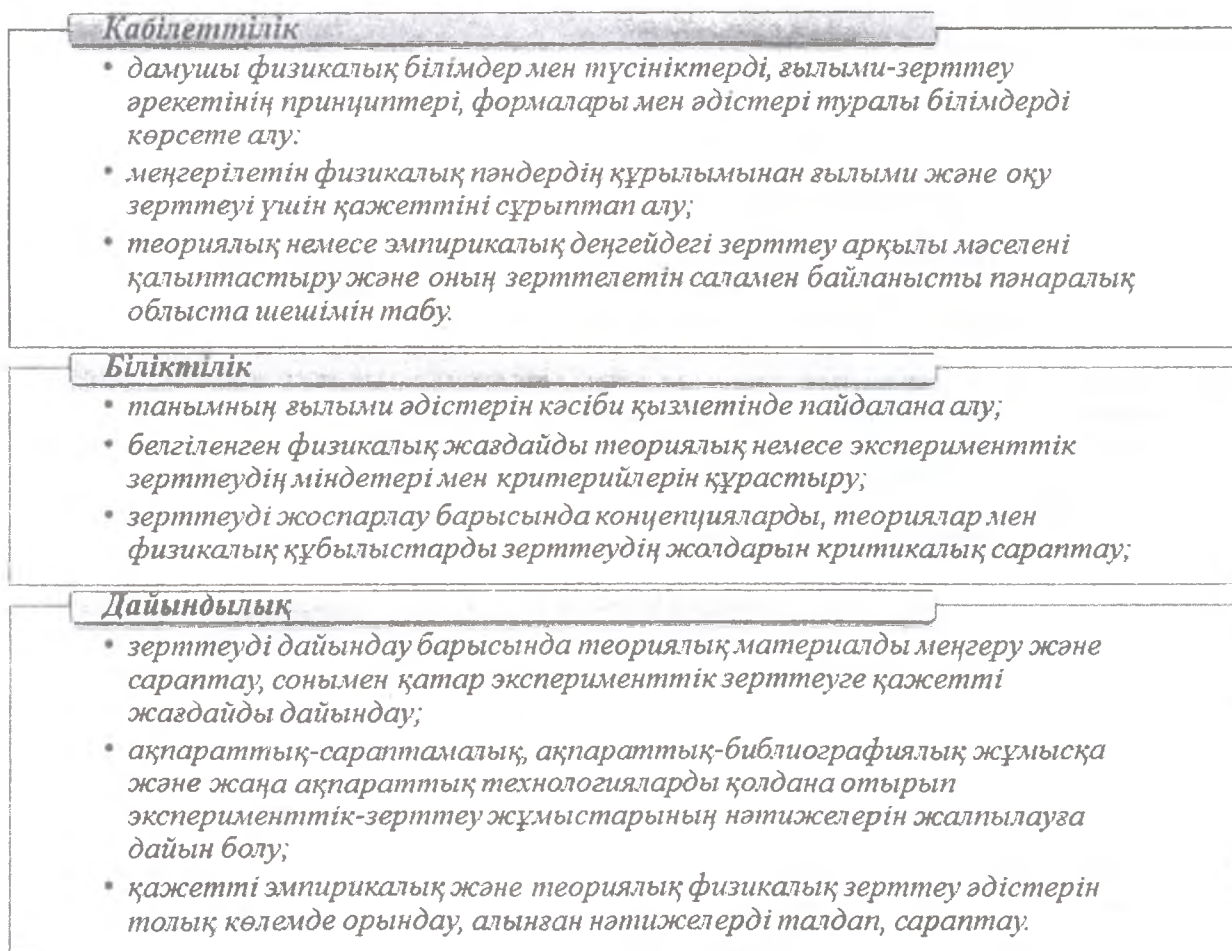 Кабілеттілік
• дамушы физикалық білімдер мен түсініктерді, ғылыми-зерттеу
әрекетінің принциптері, формалары мен әдістері туралы білімдерді
көрсете алу:
• меңгерілетін физикалық пәндердің құрылымынан ғылыми және оқу
зерттеуі үшін қажеттіні сұрыптап алу;
• теориялық немесе эмпирикалық деңгейдегі зерттеу арқылы мәселені
қалыптастыру және оның зерттелетін саламен байланысты пәнаралық
облыста шешімін табу.
Біліктілік
• танымның ғылыми әдістерін кәсіби қызметінде пайдалана алу;
• белгіленген физикалық жағдайды теориялық немесе эксперименттік
зерттеудің міндетері мен критерийлерін құрастыру;
• зерттеуді жоспарлау барысында концепцияларды, теориялар мен
физикалық құбылыстарды зерттеудің жолдарын критикалық сараптау;
Дайындылық
• зерттеуді дайындау барысында теориялық материалды меңгеру және
сараптау, сонымен қатар эксперименттік зерттеуге қажетті
жағдайды дайындау;
• ақпараттық-сараптамалық, ақпараттық-библиографиялық жұмысқа
және жаңа ақпараттық технологияларды қолдана отырып
эксперименттік-зерттеу жұмыстарының нәтижелерін жалпылауға
дайын болу;
• қажетті эмпирикалық және теориялық физикалық зерттеу әдістерін
толық көлемде орындау, алынған нәтижелерді талдап, сараптау.